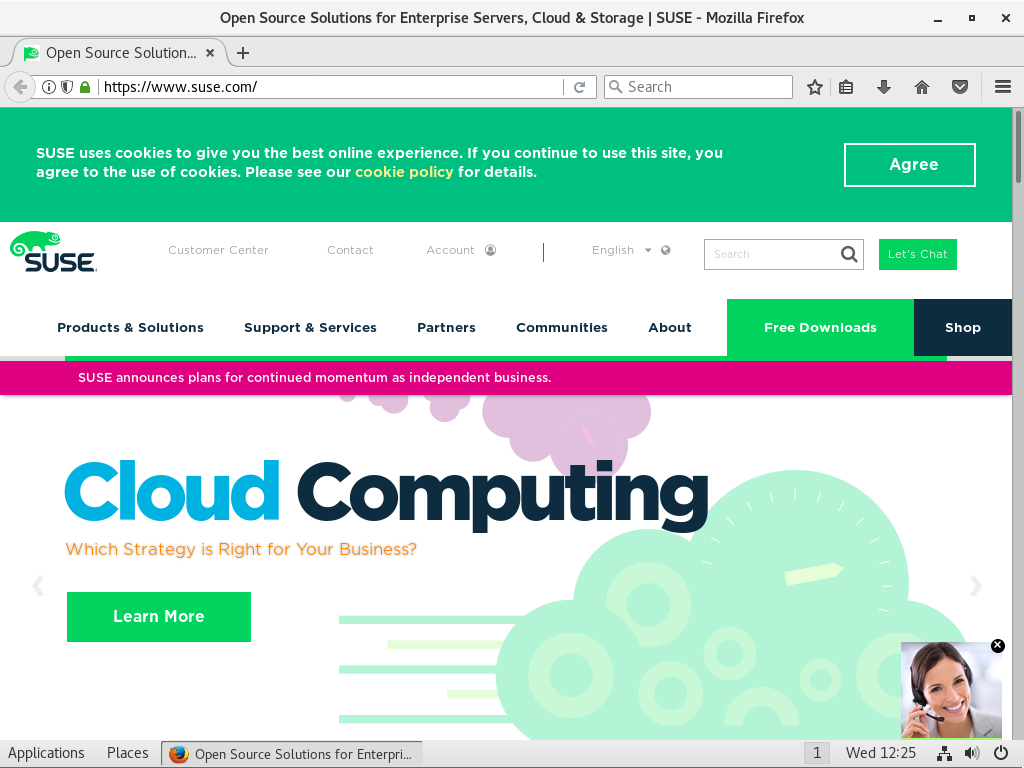 Open Source Solutions for Enterprise Servers, Cloud & Storage | SUSE - Mozilla Firefox
Open Source Solution...
https://www.suse.com/
Search
SUSE uses cookies to give you the best online experience. If you continue to use this site, you
agree to the use of cookies. Please see our cookie policy for details.
Agree
SUSE
Customer Center
Contact
Account
English
Search
Let's Chat
Products & Solutions
Support & Services
Partners
Communities
About
Free Downloads
Shop
SUSE announces plans for continued momentum as independent business.
Cloud Computing
Which Strategy is Right for Your Business?
Learn More
Applications
Places
Open Source Solutions for Enterpri...
1
Wed 12:25